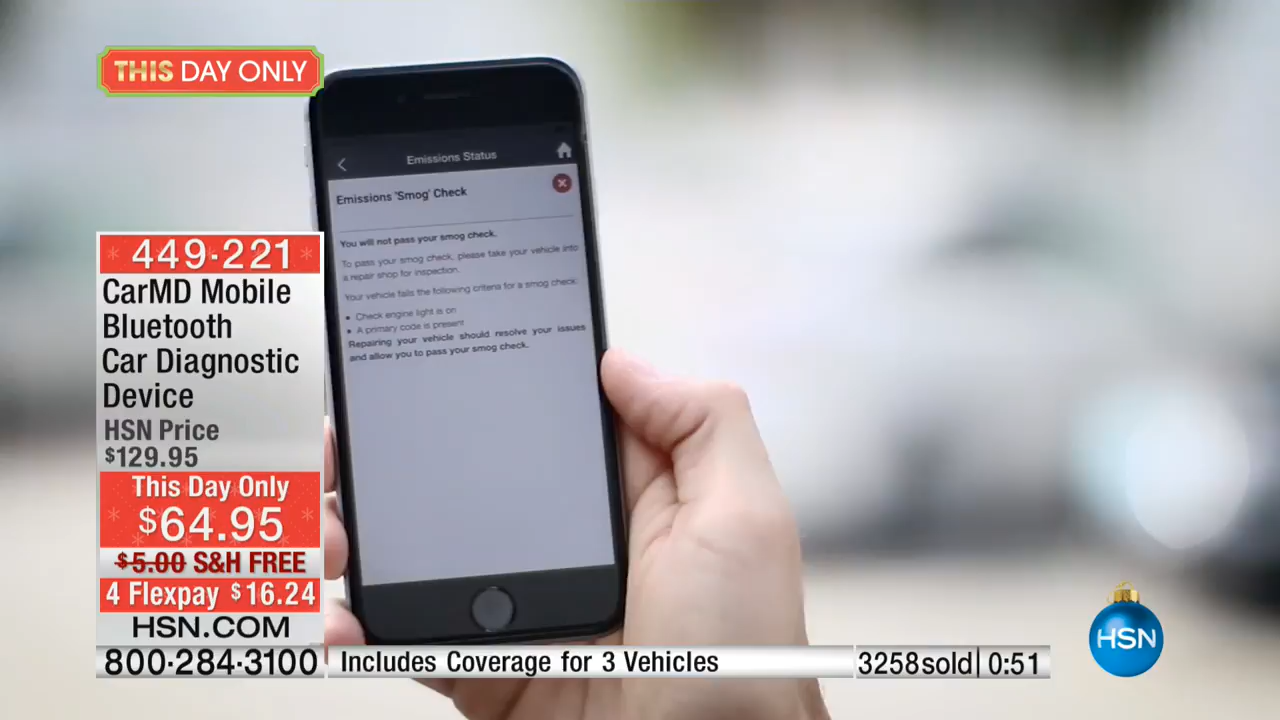 THIS DAY ONLY
449·221
CarMD Mobile
Bluetooth
Car Diagnostic
Device
HSN Price
$129.95
This Day Only
$64.95
$5.00 S&H FREE
4 Flexpay $16.24
HSN.COM
800·284·3100
Includes Coverage for 3 Vehicles
3258sold
0:51
HSN
Emissions Status
Emissions 'Smog' Check
You will not pass your smog check.
To pass your smog check, please take your vehicle into
a repair shop for inspection.
Your vehicle fails the following criteria for a smog check:
• Check engine light is on
• A primary code is present
Repairing your vehicle should resolve your issues
and allow you to pass your smog check.